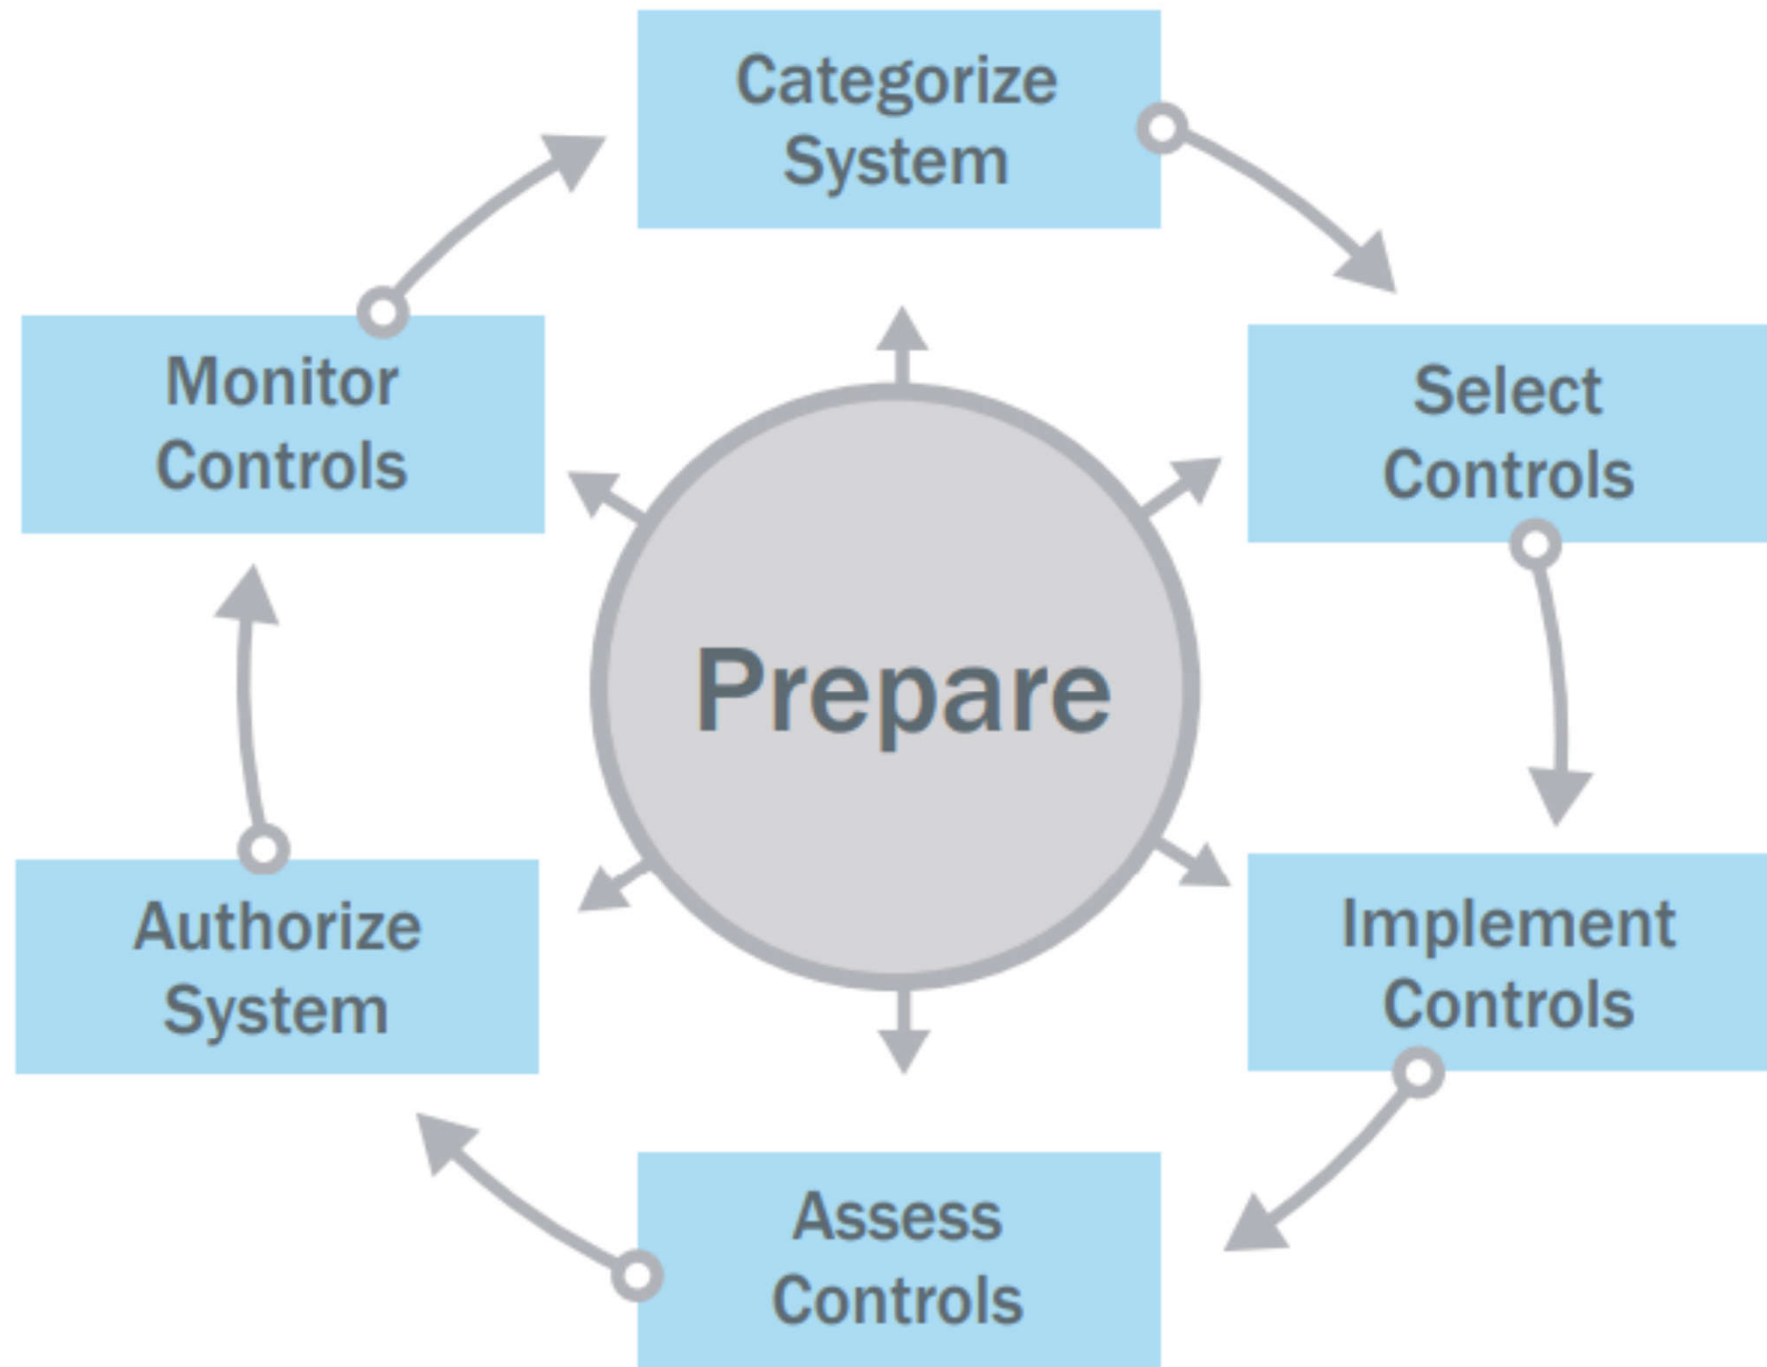 Categorize
System
Select
Controls
Implement
Controls
Assess
Controls
Authorize
System
Monitor
Controls
Prepare